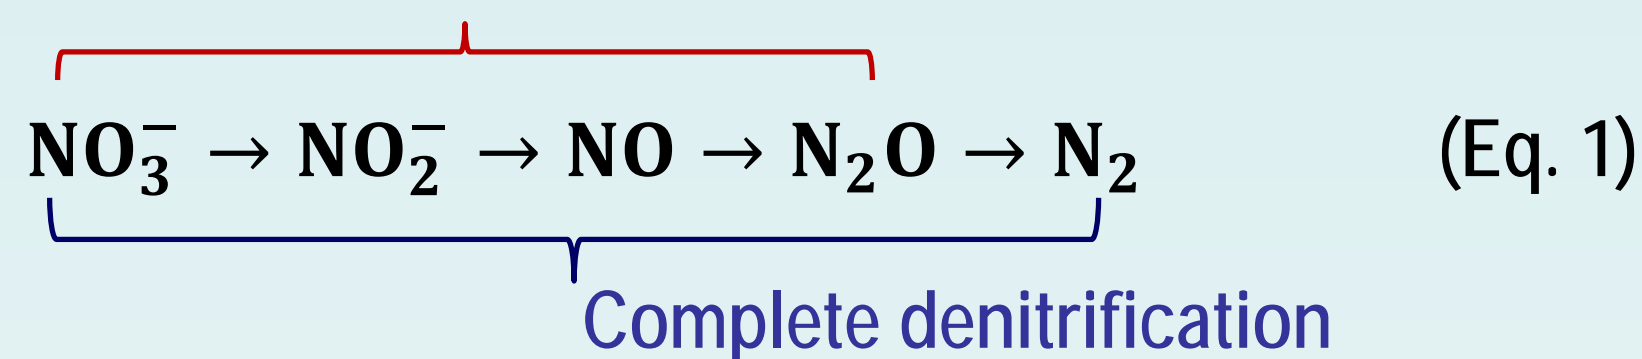 NO₃⁻ → NO₂⁻ → NO → N₂O → N₂ (Eq. 1)
Complete denitrification